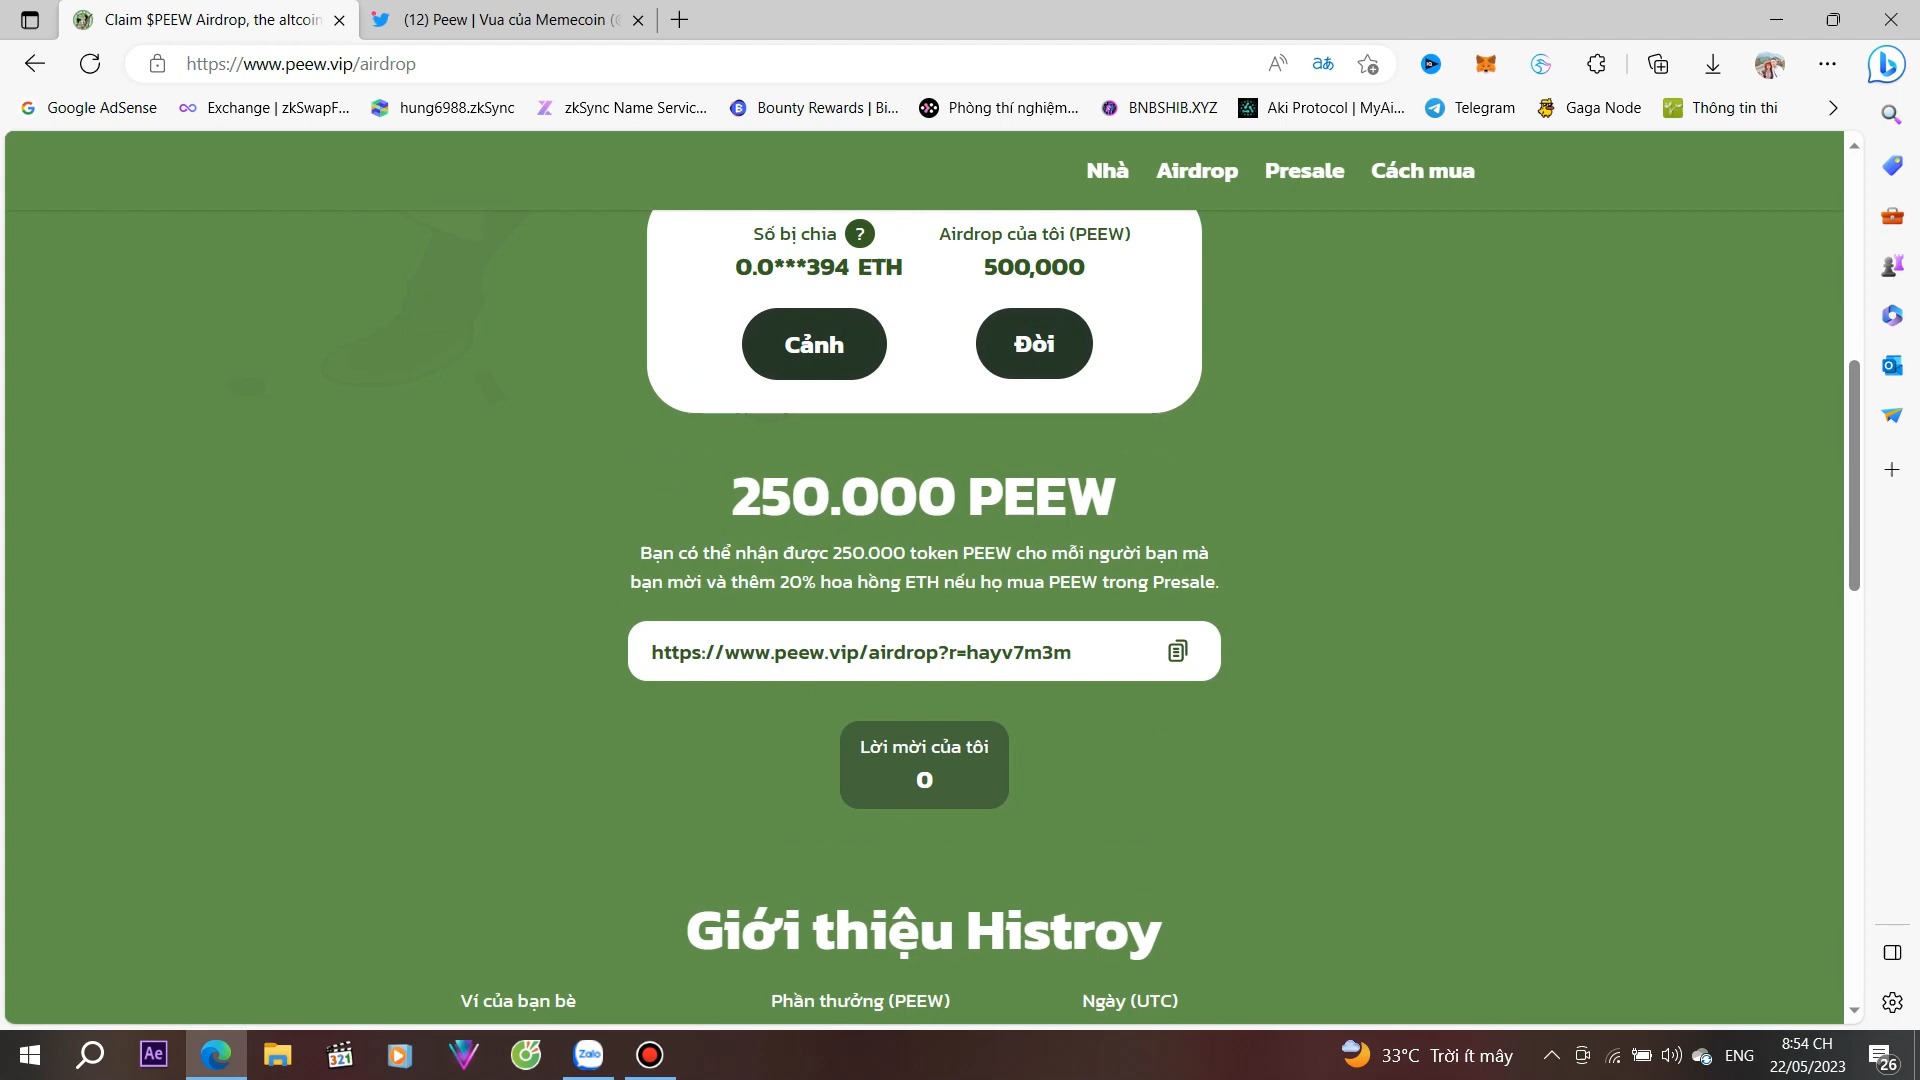 Claim $PEEW Airdrop, the altcoin
(12) Peew | Vua của Memecoin (
https://www.peew.vip/airdrop
Google AdSense
Exchange | zkSwapF...
hung6988.zkSync
zkSync Name Servic...
Bounty Rewards | Bi...
Phòng thí nghiệm...
BNBSHIB.XYZ
Aki Protocol | MyAi...
Telegram
Gaga Node
Thông tin thi
Nhà Airdrop Presale Cách mua
Số bị chia ? Airdrop của tôi (PEEW)
0.0***394 ETH 500,000
Cảnh Đòi
250.000 PEEW
Bạn có thể nhận được 250.000 token PEEW cho mỗi người bạn mà
bạn mời và thêm 20% hoa hồng ETH nếu họ mua PEEW trong Presale.
https://www.peew.vip/airdrop?r=hayv7m3m
Lời mời của tôi
0
Giới thiệu Histroy
Ví của bạn bè Phần thưởng (PEEW) Ngày (UTC)
Ae
321
Zalo
33°C Trời ít mây
ENG
8:54 CH
22/05/2023
26